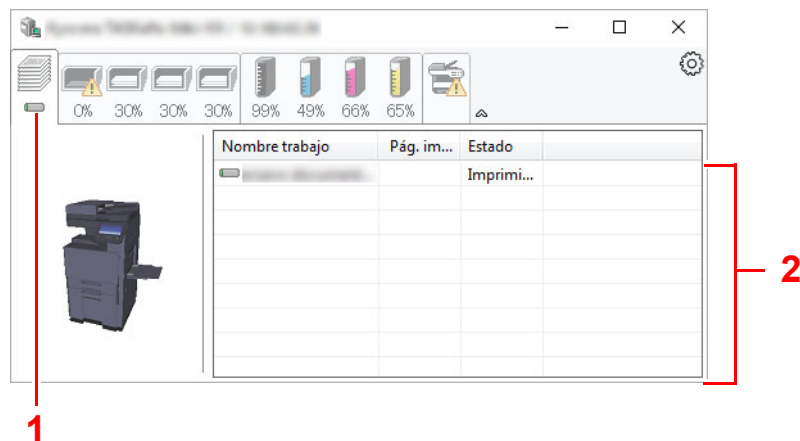 0% 30% 30% 30% 99% 49% 66% 65%
Nombre trabajo Pág. im... Estado
Imprimi...
2
1